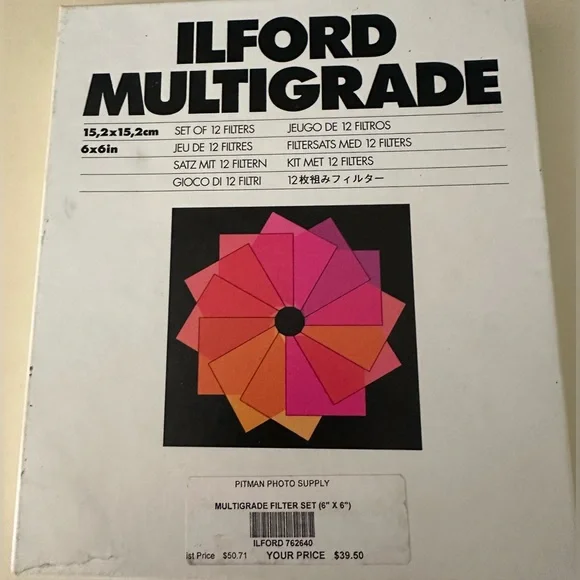 ILFORD
MULTIGRADE
15,2x15,2cm SET OF 12 FILTERS JEUGO DE 12 FILTROS
6x6in JEU DE 12 FILTRES FILTERSATS MED 12 FILTERS
SATZ MIT 12 FILTERN KIT MET 12 FILTERS
GIOCO DI 12 FILTRI 12枚組みフィルター
PITMAN PHOTO SUPPLY
MULTIGRADE FILTER SET (6" X 6")
ILFORD 762640
ist Price $50.71 YOUR PRICE $39.50